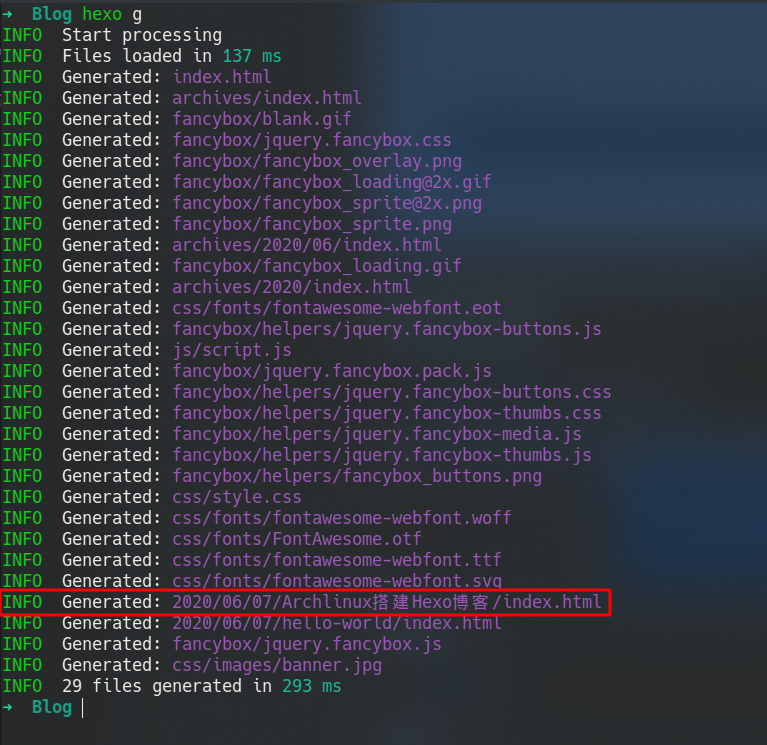 → Blog hexo g
INFO Start processing
INFO Files loaded in 137 ms
INFO Generated: index.html
INFO Generated: archives/index.html
INFO Generated: fancybox/blank.gif
INFO Generated: fancybox/jquery.fancybox.css
INFO Generated: fancybox/fancybox_overlay.png
INFO Generated: fancybox/fancybox_loading@2x.gif
INFO Generated: fancybox/fancybox_sprite@2x.png
INFO Generated: fancybox/fancybox_sprite.png
INFO Generated: archives/2020/06/index.html
INFO Generated: fancybox/fancybox_loading.gif
INFO Generated: archives/2020/index.html
INFO Generated: css/fonts/fontawesome-webfont.eot
INFO Generated: fancybox/helpers/jquery.fancybox-buttons.js
INFO Generated: js/script.js
INFO Generated: fancybox/jquery.fancybox.pack.js
INFO Generated: fancybox/helpers/jquery.fancybox-buttons.css
INFO Generated: fancybox/helpers/jquery.fancybox-thumbs.css
INFO Generated: fancybox/helpers/jquery.fancybox-media.js
INFO Generated: fancybox/helpers/jquery.fancybox-thumbs.js
INFO Generated: fancybox/helpers/fancybox_buttons.png
INFO Generated: css/style.css
INFO Generated: css/fonts/fontawesome-webfont.woff
INFO Generated: css/fonts/FontAwesome.otf
INFO Generated: css/fonts/fontawesome-webfont.ttf
INFO Generated: css/fonts/fontawesome-webfont.svg
INFO Generated: 2020/06/07/Archlinux搭建Hexo博客/index.html
INFO Generated: 2020/06/07/hello-world/index.html
INFO Generated: fancybox/jquery.fancybox.js
INFO Generated: css/images/banner.jpg
INFO 29 files generated in 293 ms
→ Blog